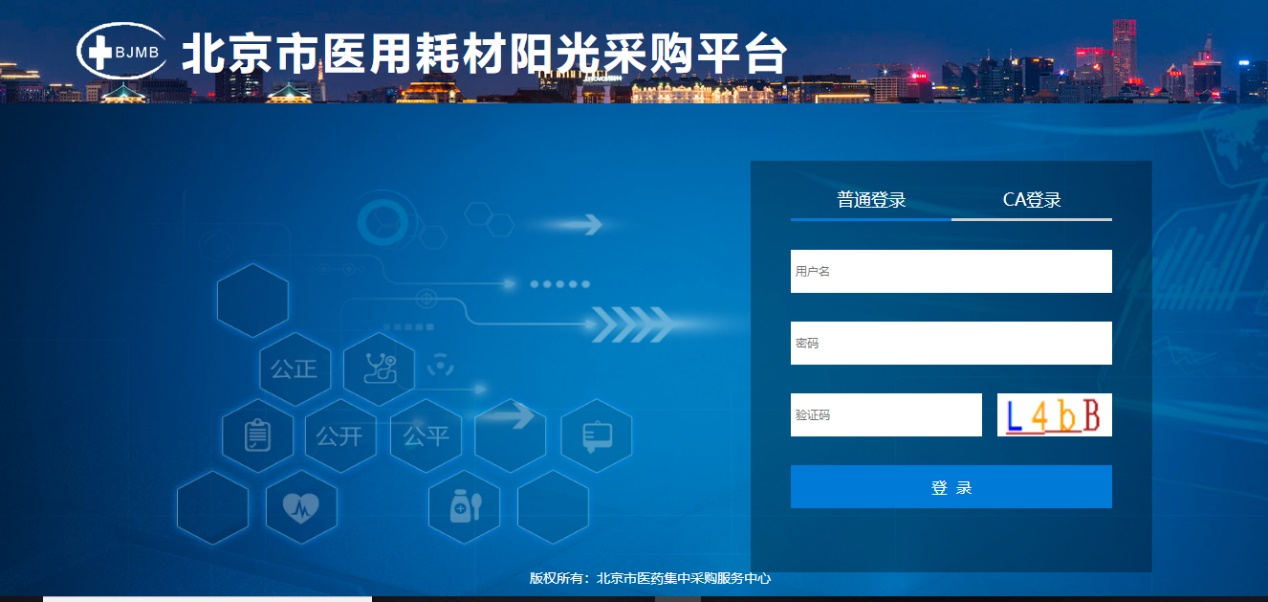 BJMB
北京市医用耗材阳光采购平台
普通登录 CA登录
用户名
密码
验证码 L4bB
登 录
公正
公开 公平
版权所有：北京市医药集中采购服务中心